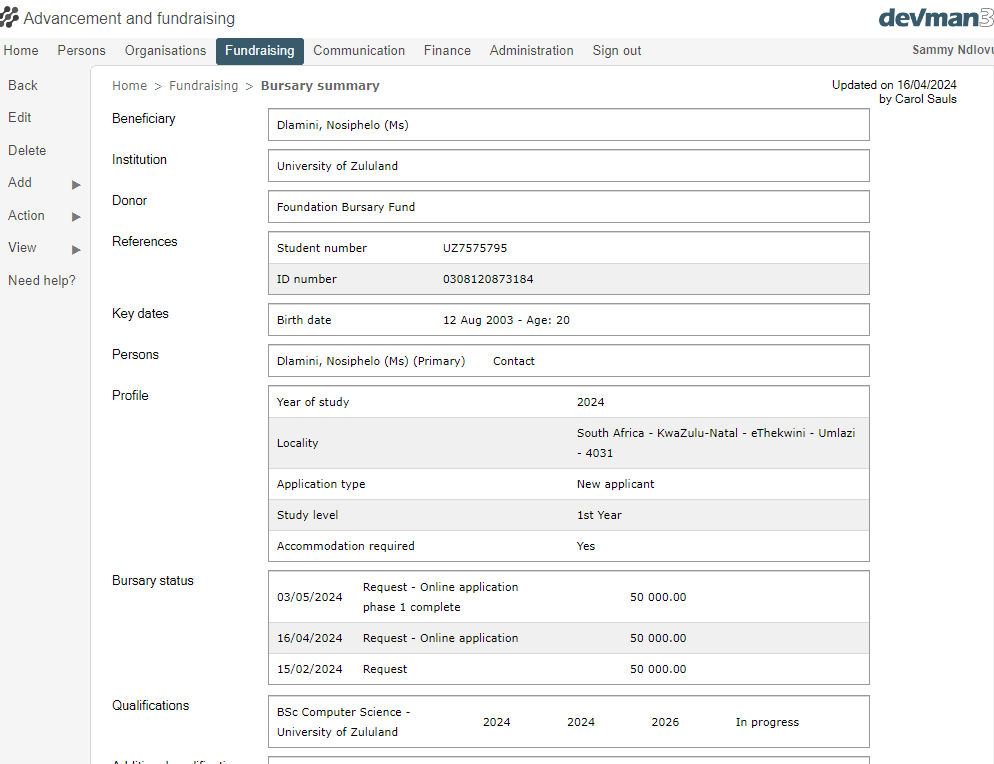 Advancement and fundraising
devman3
Home Persons Organisations Fundraising Communication Finance Administration Sign out Sammy Ndlovu
Back
Edit
Delete
Add
Action
View
Need help?
Home > Fundraising > Bursary summary
Updated on 16/04/2024
by Carol Sauls
Beneficiary
Dlamini, Nosiphelo (Ms)
Institution
University of Zululand
Donor
Foundation Bursary Fund
References
Student number UZ7575795
ID number 0308120873184
Key dates
Birth date 12 Aug 2003 - Age: 20
Persons
Dlamini, Nosiphelo (Ms) (Primary) Contact
Profile
Year of study 2024
Locality South Africa - KwaZulu-Natal - eThekwini - Umlazi
- 4031
Application type New applicant
Study level 1st Year
Accommodation required Yes
Bursary status
03/05/2024 Request - Online application
phase 1 complete 50 000.00
16/04/2024 Request - Online application 50 000.00
15/02/2024 Request 50 000.00
Qualifications
BSc Computer Science -
University of Zululand 2024 2024 2026 In progress